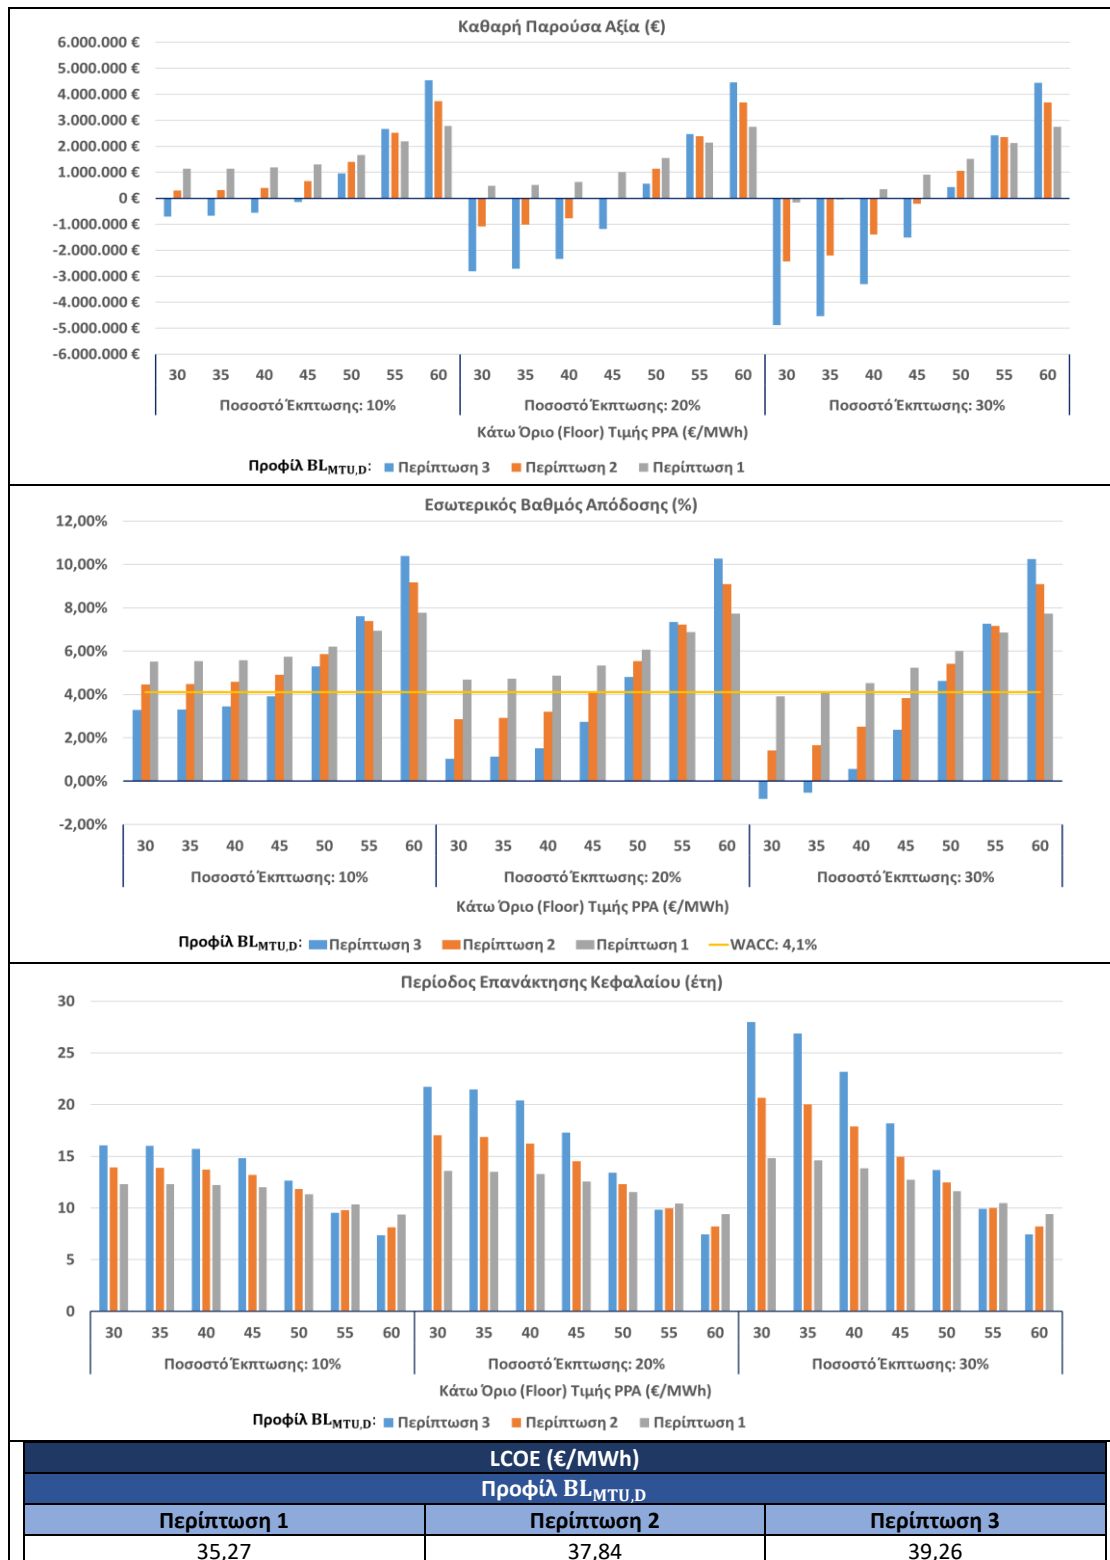 Καθαρή Παρούσα Αξία (€)
6.000.000 €
5.000.000 €
4.000.000 €
3.000.000 €
2.000.000 €
1.000.000 €
0 €
-1.000.000 €
-2.000.000 €
-3.000.000 €
-4.000.000 €
-5.000.000 €
-6.000.000 €
30 35 40 45 50 55 60 30 35 40 45 50 55 60 30 35 40 45 50 55 60
Ποσοστό Έκπτωσης: 10% Ποσοστό Έκπτωσης: 20% Ποσοστό Έκπτωσης: 30%
Κάτω Όριο (Floor) Τιμής PPA (€/MWh)
Προφίλ BL_MTU,D: Περίπτωση 3 Περίπτωση 2 Περίπτωση 1
Εσωτερικός Βαθμός Απόδοσης (%)
12,00%
10,00%
8,00%
6,00%
4,00%
2,00%
0,00%
-2,00%
30 35 40 45 50 55 60 30 35 40 45 50 55 60 30 35 40 45 50 55 60
Ποσοστό Έκπτωσης: 10% Ποσοστό Έκπτωσης: 20% Ποσοστό Έκπτωσης: 30%
Κάτω Όριο (Floor) Τιμής PPA (€/MWh)
Προφίλ BL_MTU,D: Περίπτωση 3 Περίπτωση 2 Περίπτωση 1 WACC: 4,1%
Περίοδος Επανάκτησης Κεφαλαίου (έτη)
30
25
20
15
10
5
0
30 35 40 45 50 55 60 30 35 40 45 50 55 60 30 35 40 45 50 55 60
Ποσοστό Έκπτωσης: 10% Ποσοστό Έκπτωσης: 20% Ποσοστό Έκπτωσης: 30%
Κάτω Όριο (Floor) Τιμής PPA (€/MWh)
Προφίλ BL_MTU,D: Περίπτωση 3 Περίπτωση 2 Περίπτωση 1
LCOE (€/MWh)
Προφίλ BL_MTU,D
Περίπτωση 1 Περίπτωση 2 Περίπτωση 3
35,27 37,84 39,26